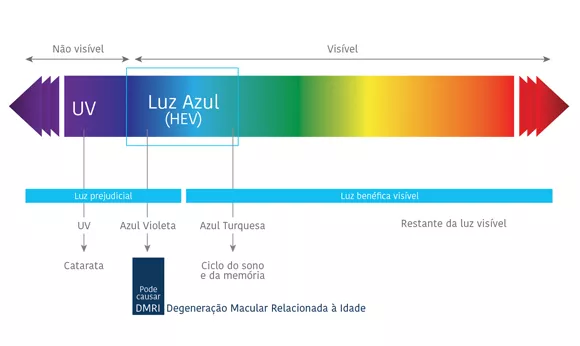 Não visível
Visível
UV
Luz Azul
(HEV)
Luz prejudicial
Luz benéfica visível
UV
Azul Violeta
Azul Turquesa
Restante da luz visível
Catarata
Pode
causar
DMRI
Degeneração Macular Relacionada à Idade
Ciclo do sono
e da memória